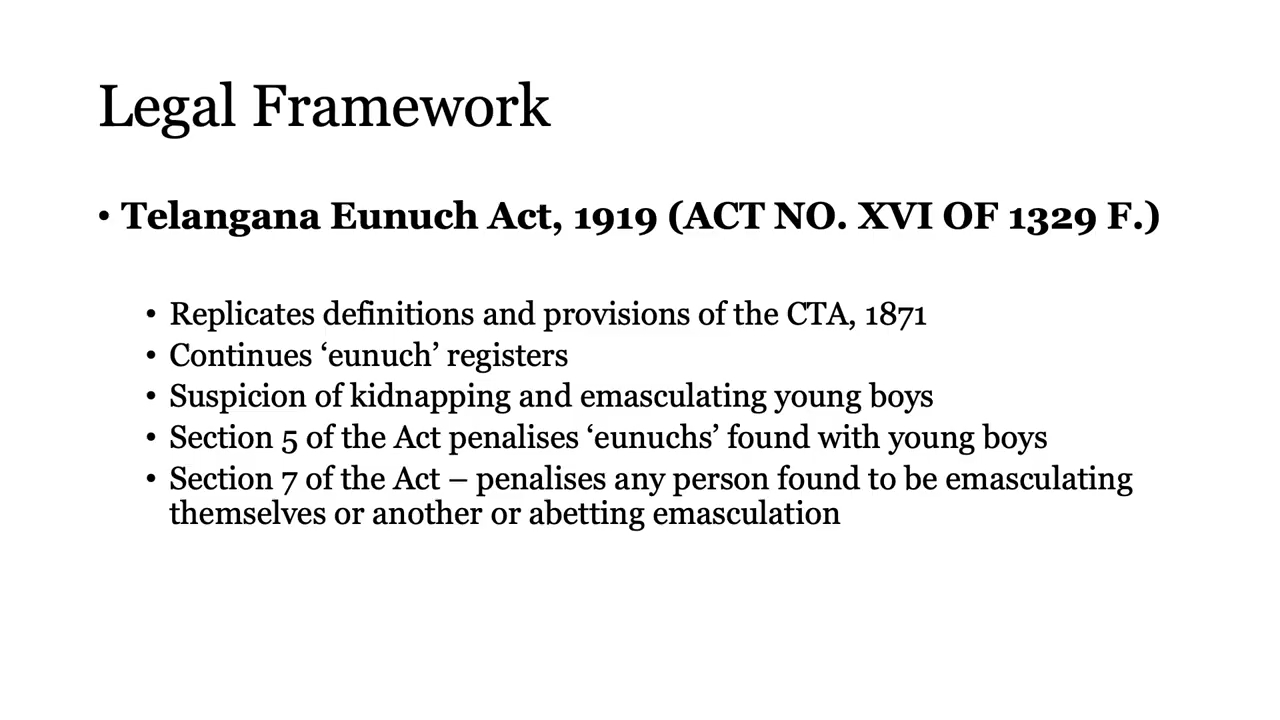 Legal Framework
• Telangana Eunuch Act, 1919 (ACT NO. XVI OF 1329 F.)
• Replicates definitions and provisions of the CTA, 1871
• Continues ‘eunuch’ registers
• Suspicion of kidnapping and emasculating young boys
• Section 5 of the Act penalises ‘eunuchs’ found with young boys
• Section 7 of the Act – penalises any person found to be emasculating
themselves or another or abetting emasculation